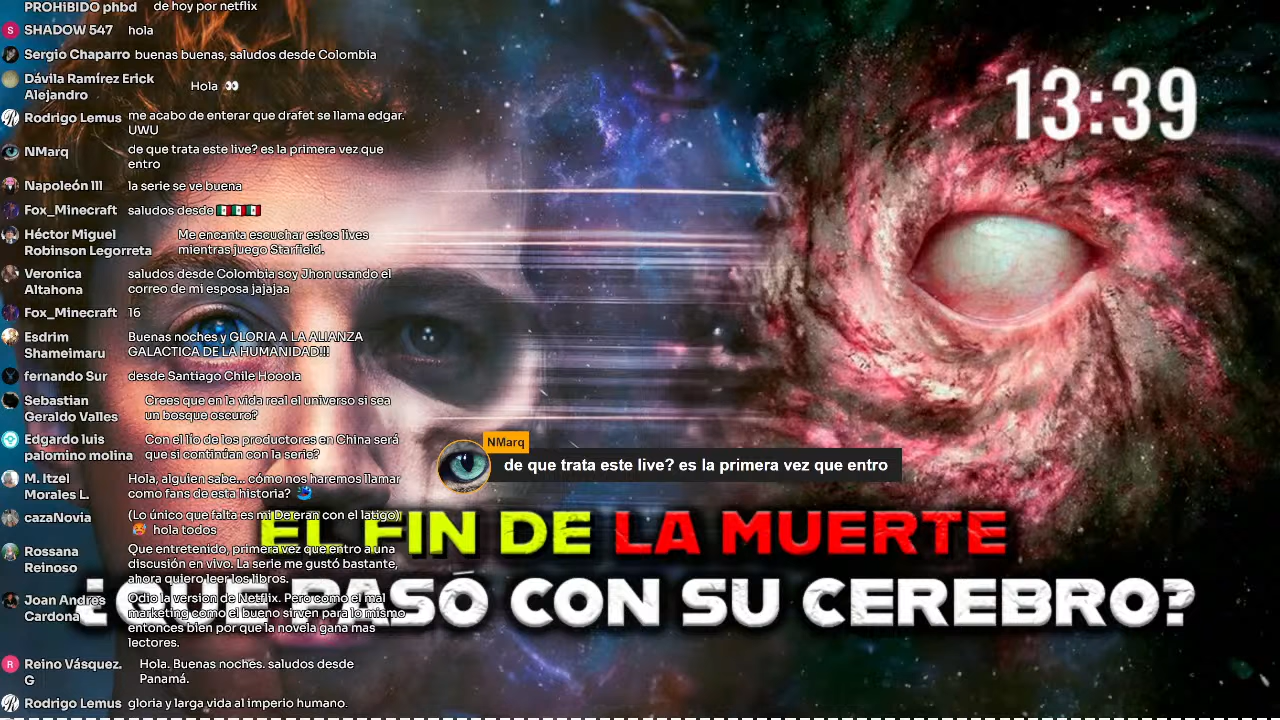 PROHiBIDO phbd de hoy por netflix
S SHADOW 547 hola
Sergio Chaparro buenas buenas, saludos desde Colombia
Dávila Ramírez Erick
Alejandro
Hola 👀
Rodrigo Lemus me acabo de enterar que drafet se llama edgar.
UWU
NMarq de que trata este live? es la primera vez que
entro
Napoleón lll la serie se ve buena
Fox_Minecraft saludos desde 🇲🇽🇲🇽🇲🇽
Héctor Miguel
Robinson Legorreta
Me encanta escuchar estos lives
mientras juego Starfield.
Veronica
Altahona
saludos desde Colombia soy Jhon usando el
correo de mi esposa jajajaa
Fox_Minecraft 16
Esdrim
Shameimaru
Buenas noches y GLORIA A LA ALIANZA
GALACTICA DE LA HUMANIDAD!!!
fernando Sur desde Santiago Chile Hooola
Sebastian
Geraldo Valles
Crees que en la vida real el universo si sea
un bosque oscuro?
Edgardo luis
palomino molina
Con el lío de los productores en China será
que si continúan con la serie?
M. Itzel
Morales L.
Hola, alguien sabe... cómo nos haremos llamar
como fans de esta historia?
cazaNovia
(Lo único que falta es mi Deferan con el latigo)
🥵 hola todos
Rossana
Reinoso
Que entretenido, primera vez que entro a una
discusión en vivo. La serie me gustó bastante,
ahora quiero leer los libros.
Joan Andres
Cardona
Odio la version de Netflix. Pero como el mal
marketing como el bueno sirven para lo mismo
entonces bien por que la novela gana mas
lectores.
R Reino Vásquez.
G
Hola. Buenas noches. saludos desde
Panamá.
Rodrigo Lemus gloria y larga vida al imperio humano.
13:39
NMarq
de que trata este live? es la primera vez que entro
EL FIN DE LA MUERTE
¿QUÉ PASÓ CON SU CEREBRO?